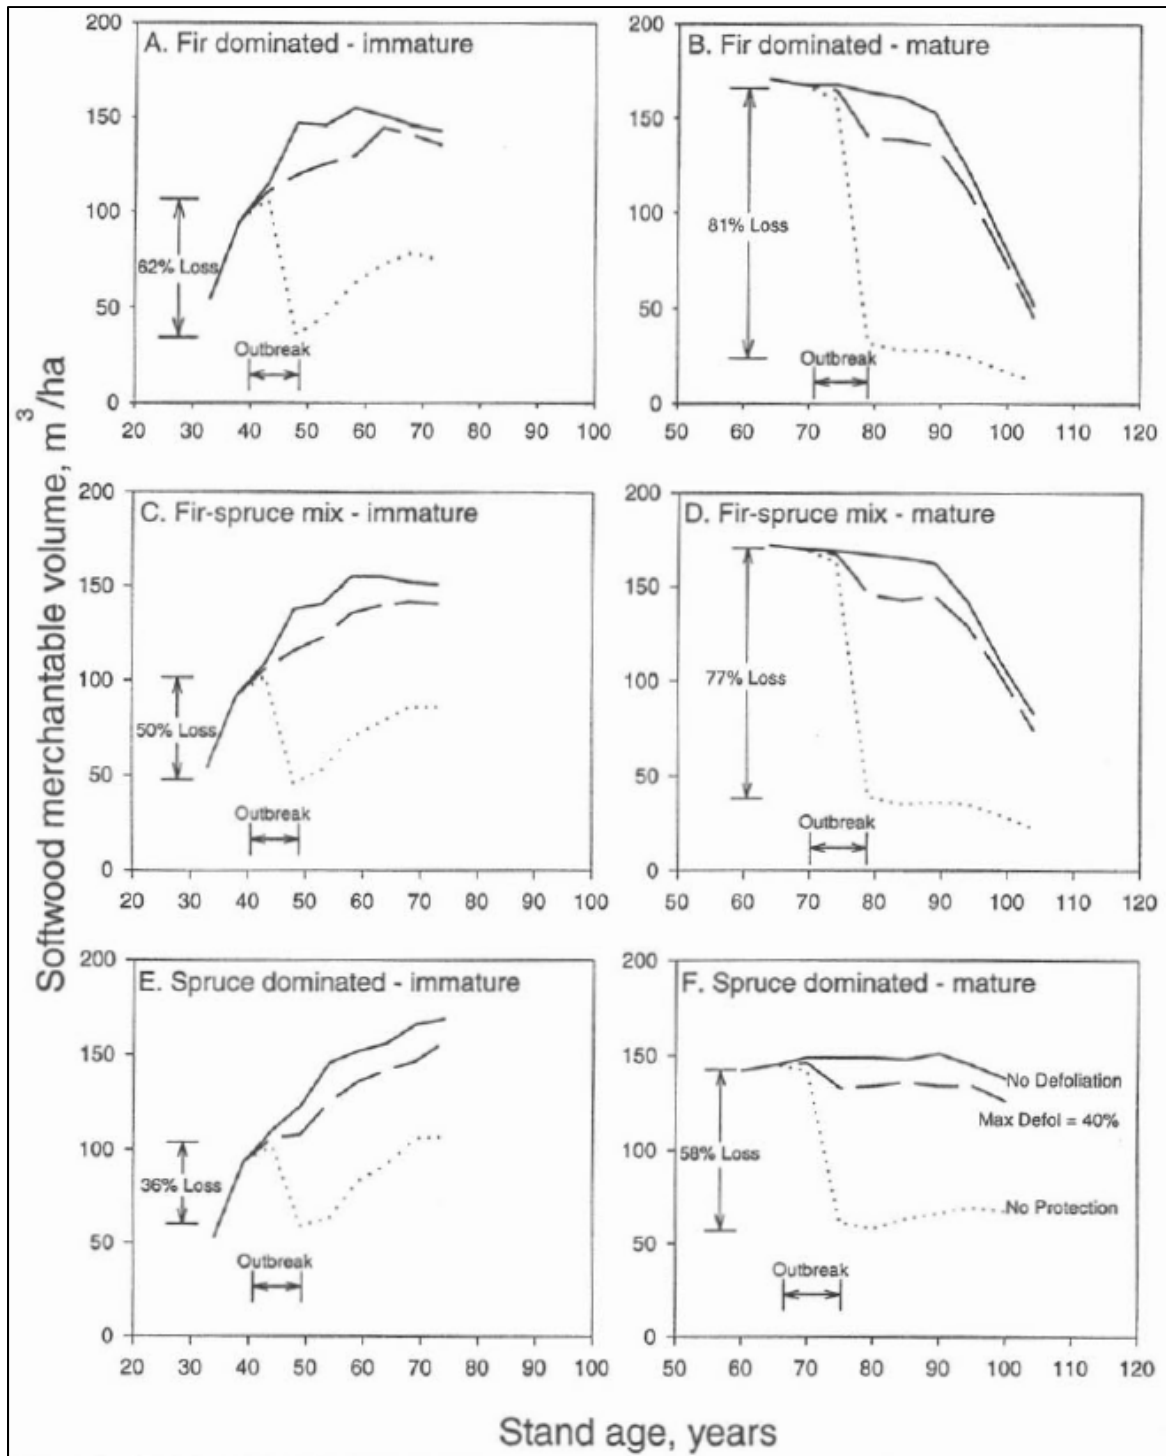 Softwood merchantable volume, m³/ha
A. Fir dominated - immature
200
150
100
50
0
62% Loss
Outbreak
20 30 40 50 60 70 80 90 100
B. Fir dominated - mature
200
150
100
50
0
81% Loss
Outbreak
50 60 70 80 90 100 110 120
C. Fir-spruce mix - immature
200
150
100
50
0
50% Loss
Outbreak
20 30 40 50 60 70 80 90 100
D. Fir-spruce mix - mature
200
150
100
50
0
77% Loss
Outbreak
50 60 70 80 90 100 110 120
E. Spruce dominated - immature
200
150
100
50
0
36% Loss
Outbreak
20 30 40 50 60 70 80 90 100
F. Spruce dominated - mature
200
150
100
50
0
No Defoliation
Max Defol = 40%
58% Loss
No Protection
Outbreak
50 60 70 80 90 100 110 120
Stand age, years